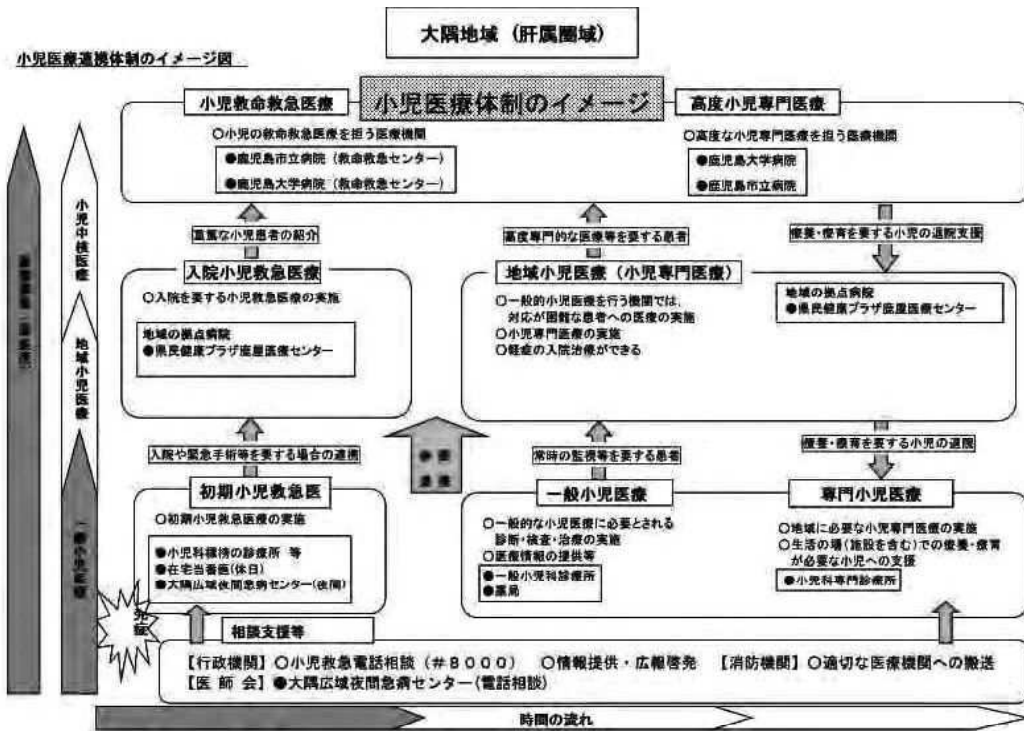 大隅地域（肝属圏域）
小児医療連携体制のイメージ図
小児医療体制のイメージ
小児救命救急医療
○小児の救命救急医療を担う医療機関
●鹿児島市立病院（救命救急センター）
●鹿児島大学病院（救命救急センター）
高度小児専門医療
○高度な小児専門医療を担う医療機関
●鹿児島大学病院
●鹿児島市立病院
小児中核医療
地域小児医療
一般小児医療
重篤な小児患者の紹介
高度専門的な医療等を要する患者
療養・療育を要する小児の退院支援
入院小児救急医療
○入院を要する小児救急医療の実施
地域の拠点病院
●県民健康プラザ鹿屋医療センター
地域小児医療（小児専門医療）
○一般的小児医療を行う機関では、
対応が困難な患者への医療の実施
○小児専門医療の実施
○軽症の入院治療ができる
地域の拠点病院
●県民健康プラザ鹿屋医療センター
入院や緊急手術等を要する場合の連携
常時の監視等を要する患者
療養・療育を要する小児の退院
初期小児救急医
○初期小児救急医療の実施
●小児科標榜の診療所 等
●在宅当番医(休日)
●大隅広域夜間急病センター(夜間)
一般小児医療
○一般的な小児医療に必要とされる
診断・検査・治療の実施
○医療情報の提供等
●一般小児科診療所
●薬局
専門小児医療
○地域に必要な小児専門医療の実施
○生活の場(施設を含む)での療養・療育
が必要な小児への支援
●小児科専門診療所
発症
相談支援等
【行政機関】○小児救急電話相談（＃８０００） ○情報提供・広報啓発 【消防機関】○適切な医療機関への搬送
【医 師 会】●大隅広域夜間急病センター(電話相談)
時間の流れ